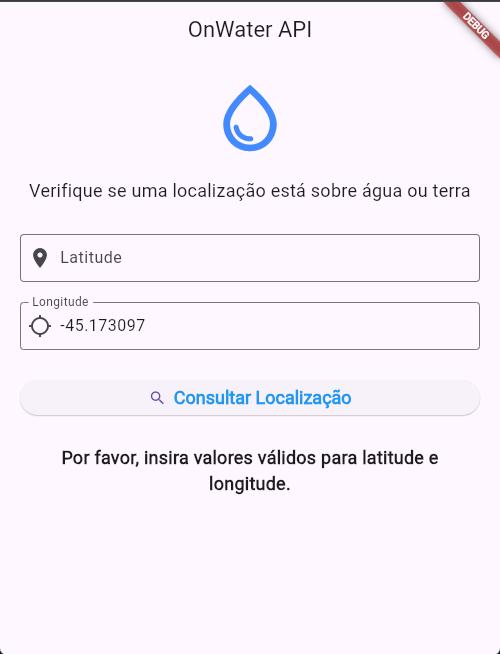 OnWater API
DEBUG
Verifique se uma localização está sobre água ou terra
Latitude
Longitude
-45.173097
Consultar Localização
Por favor, insira valores válidos para latitude e
longitude.